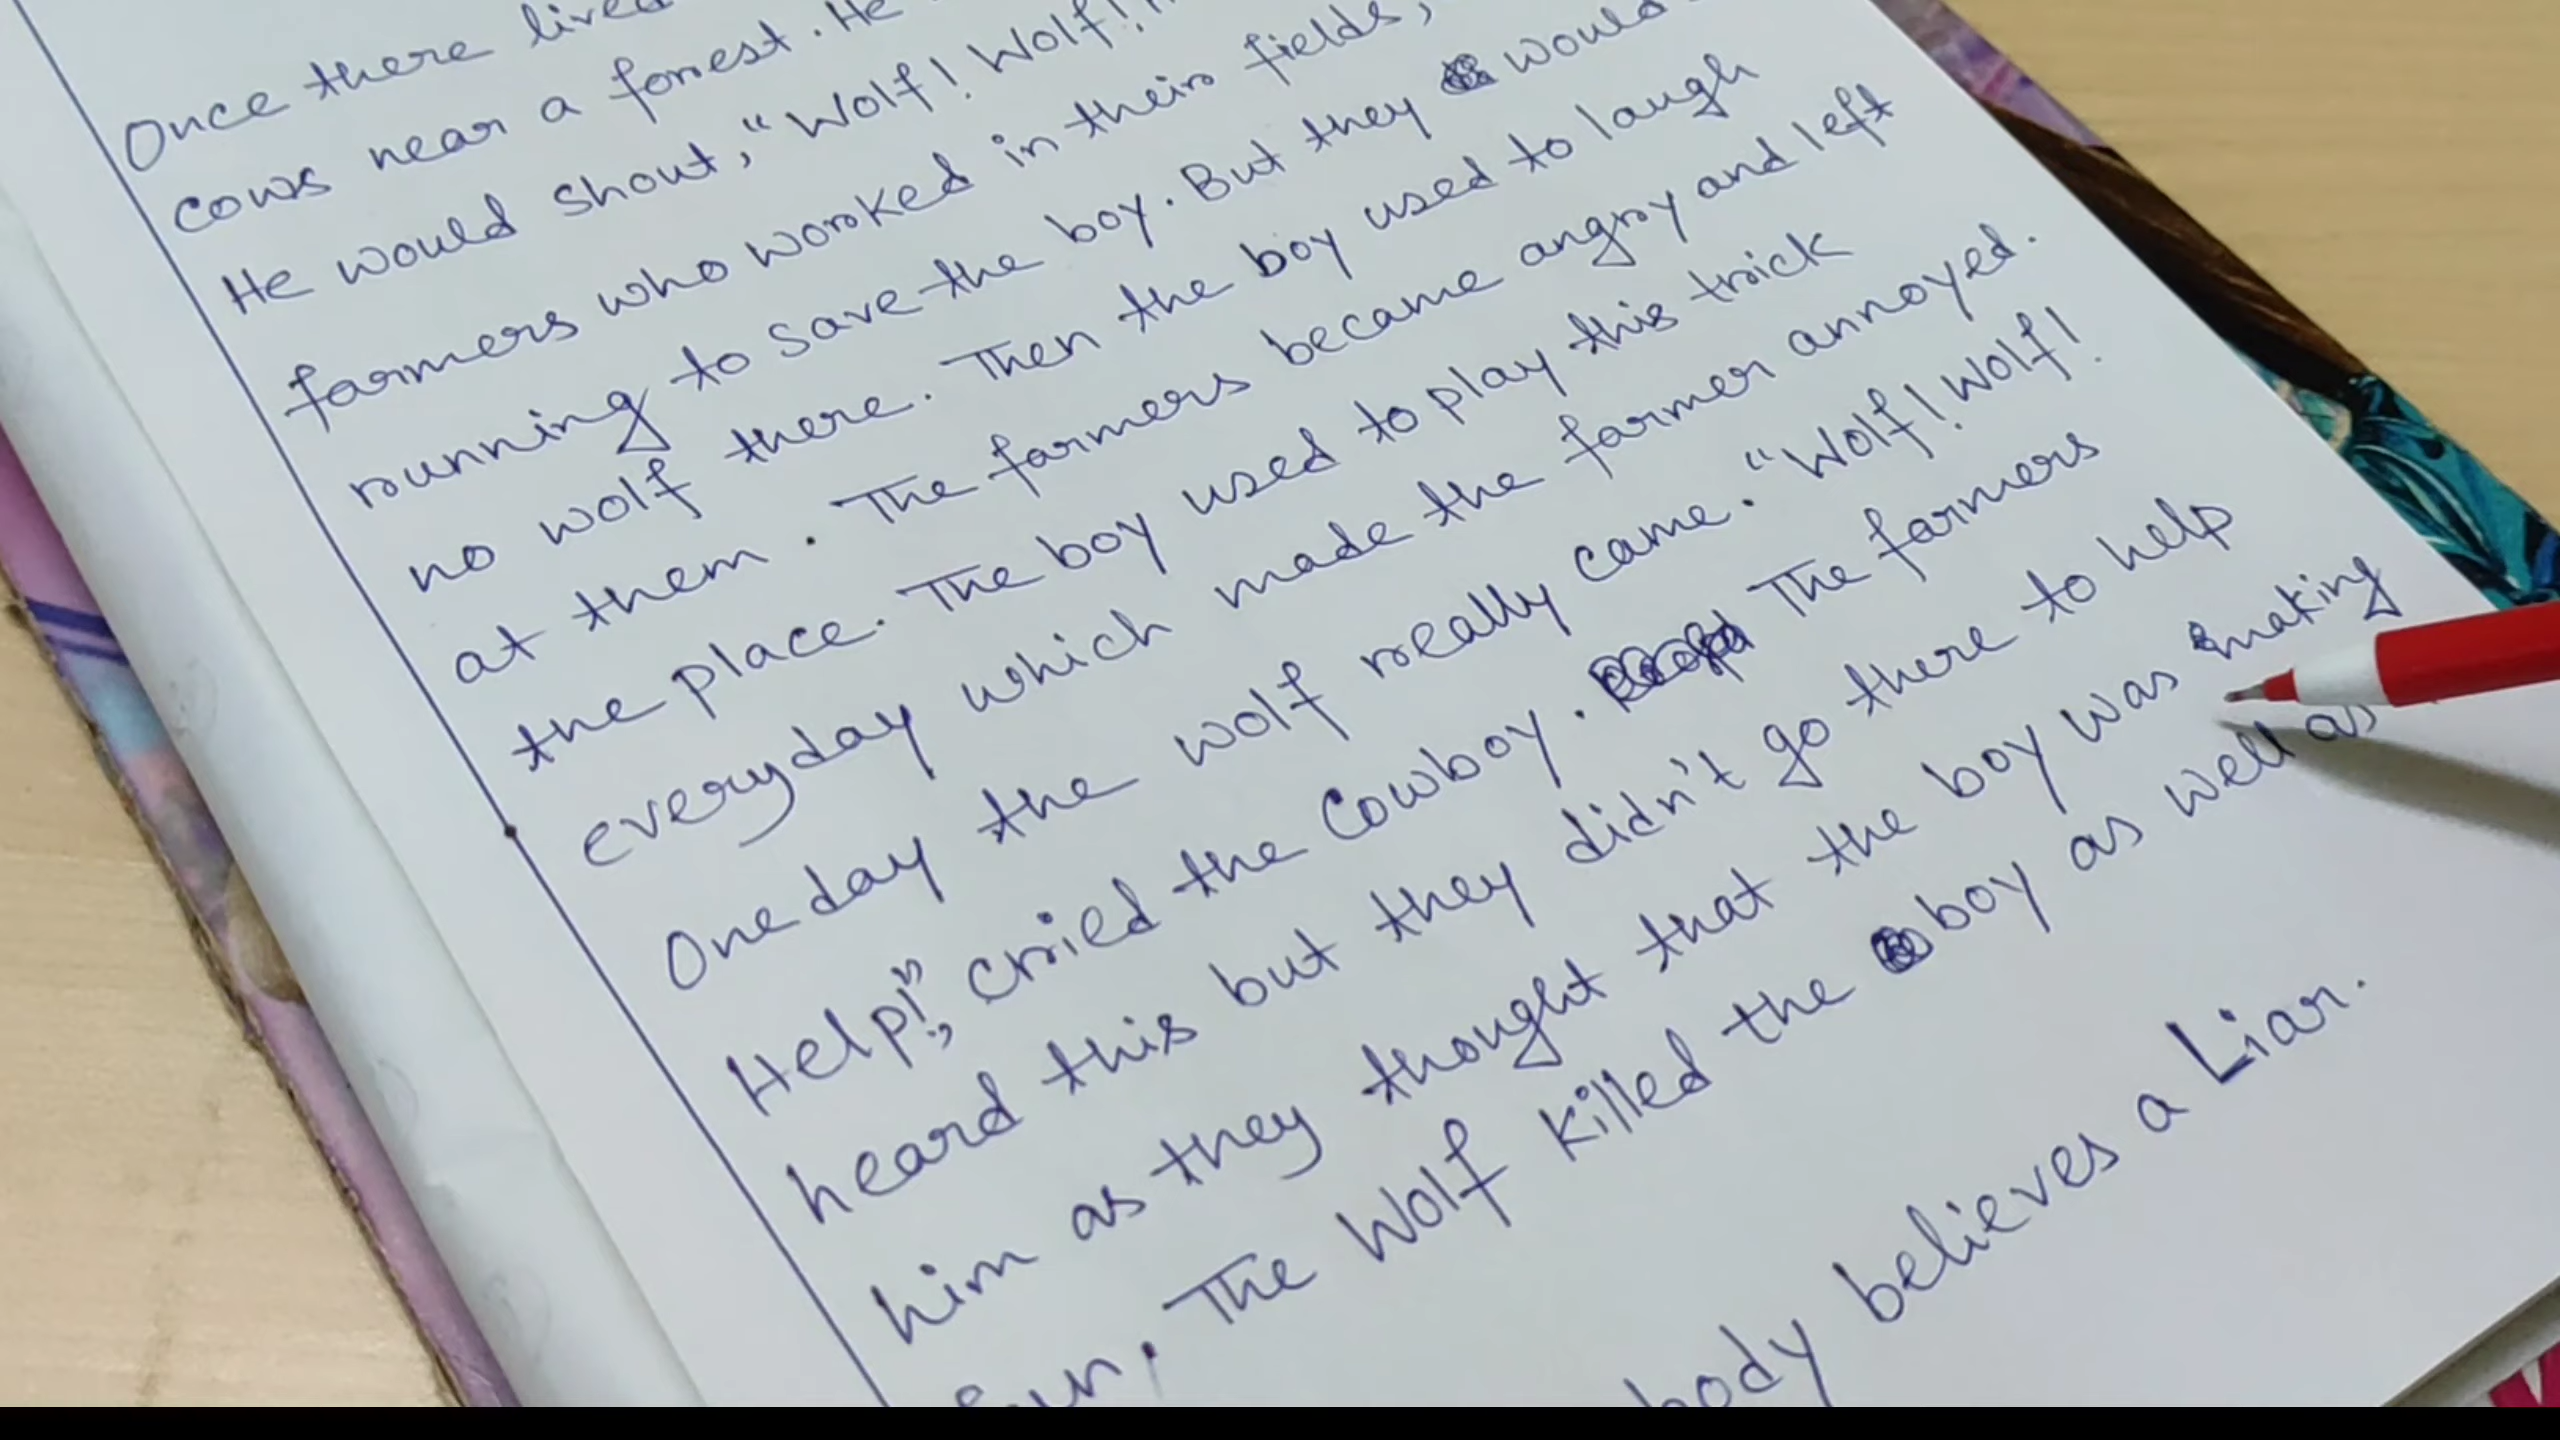 Once there lived
cows near a forest. He
He would shout, "Wolf! Wolf!
farmers who worked in their fields,
running to save the boy. But they would
no wolf there. Then the boy used to laugh
at them. The farmers became angry and left
the place. The boy used to play this trick
everyday which made the farmer annoyed.
One day the wolf really came. "Wolf! Wolf!
Help!", cried the Cowboy. The farmers
heard this but they didn't go there to help
him as they thought that the boy was making
fun. The Wolf killed the boy as well as
body believes a Liar.